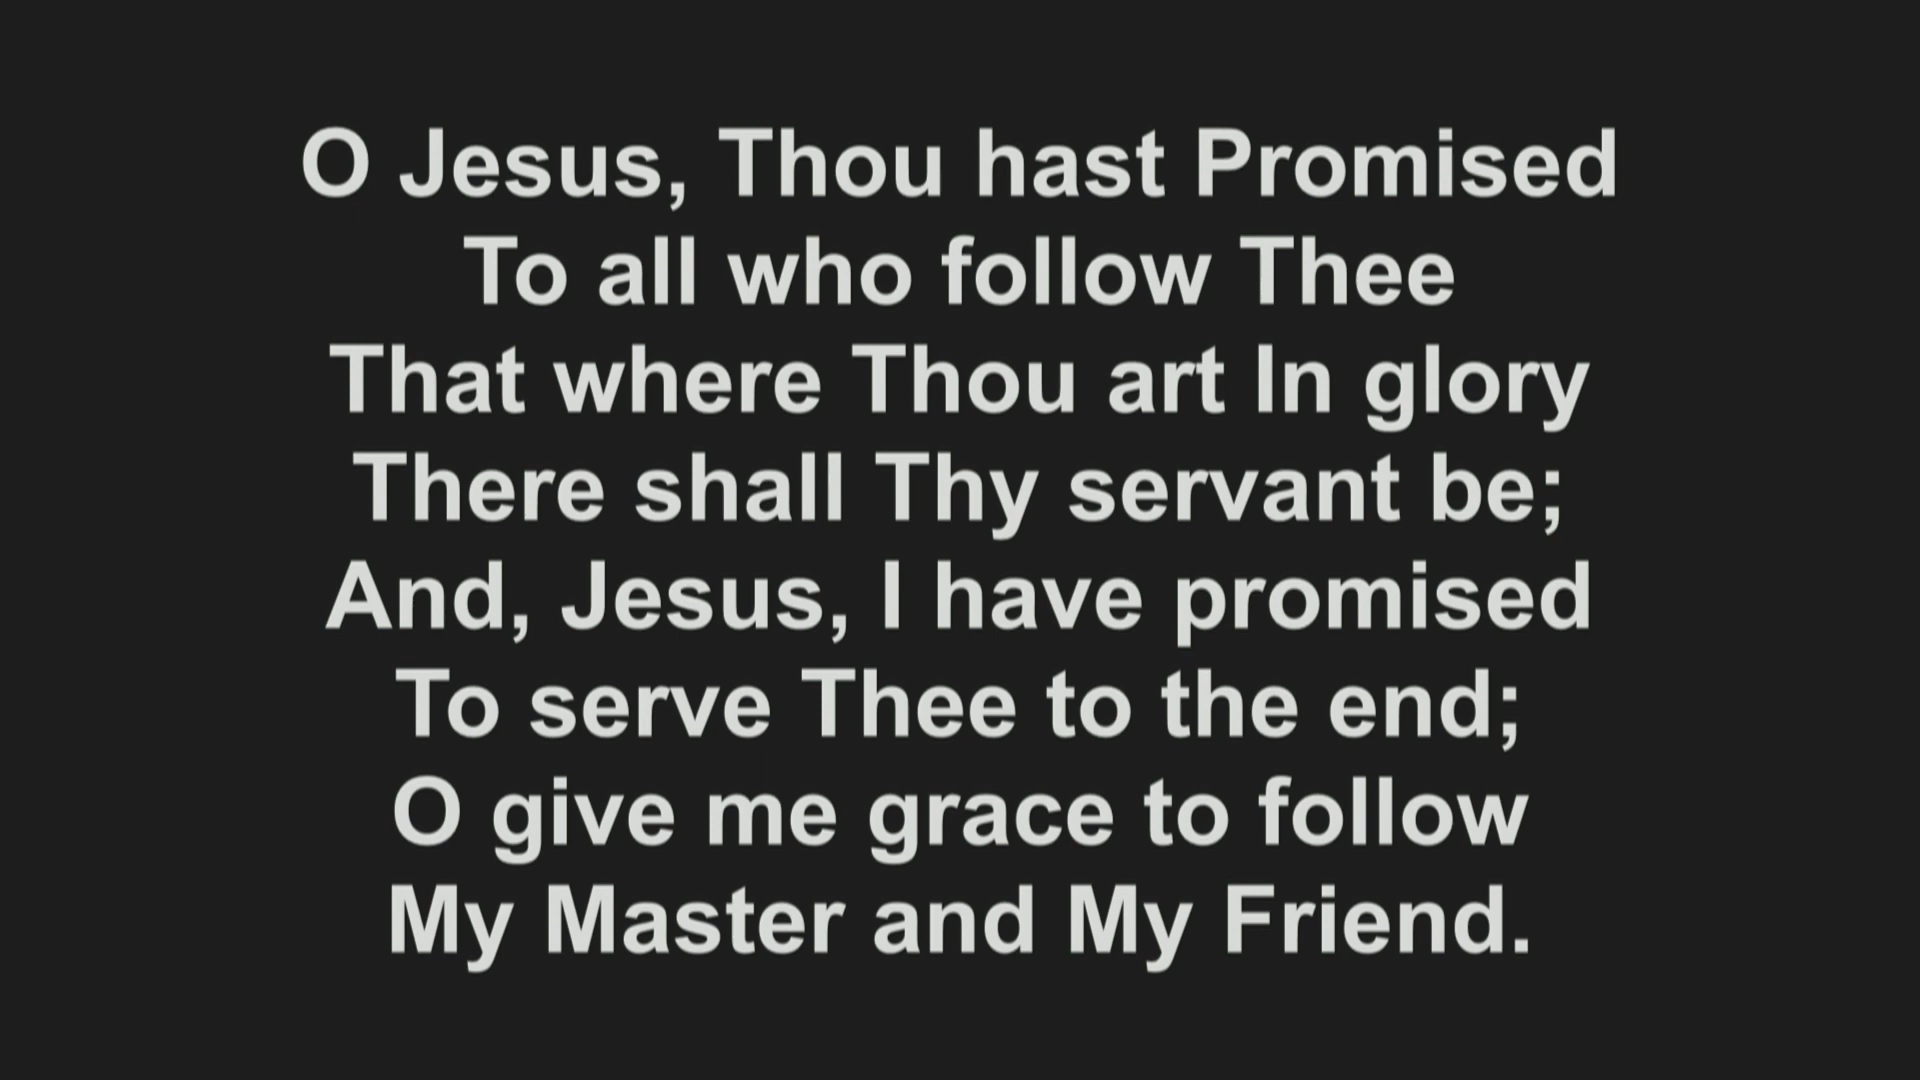 O Jesus, Thou hast Promised
To all who follow Thee
That where Thou art In glory
There shall Thy servant be;
And, Jesus, I have promised
To serve Thee to the end;
O give me grace to follow
My Master and My Friend.